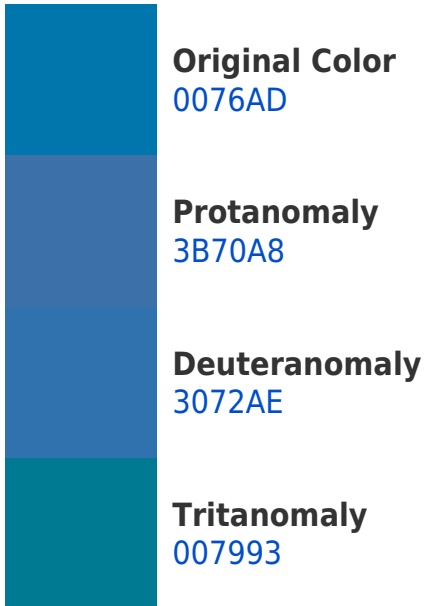 Original Color
0076AD
Protanomaly
3B70A8
Deuteranomaly
3072AE
Tritanomaly
007993